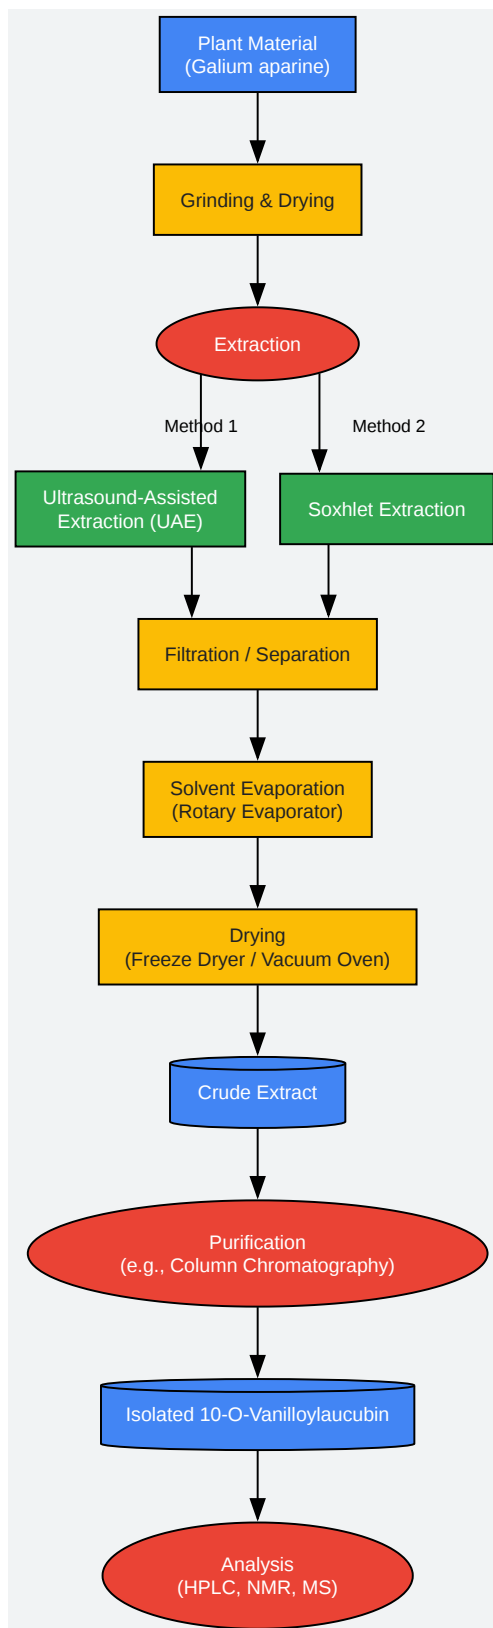 Plant Material
(Galium aparine)
Grinding & Drying
Extraction
Method 1
Method 2
Ultrasound-Assisted
Extraction (UAE)
Soxhlet Extraction
Filtration / Separation
Solvent Evaporation
(Rotary Evaporator)
Drying
(Freeze Dryer / Vacuum Oven)
Crude Extract
Purification
(e.g., Column Chromatography)
Isolated 10-O-Vanilloylaucubin
Analysis
(HPLC, NMR, MS)